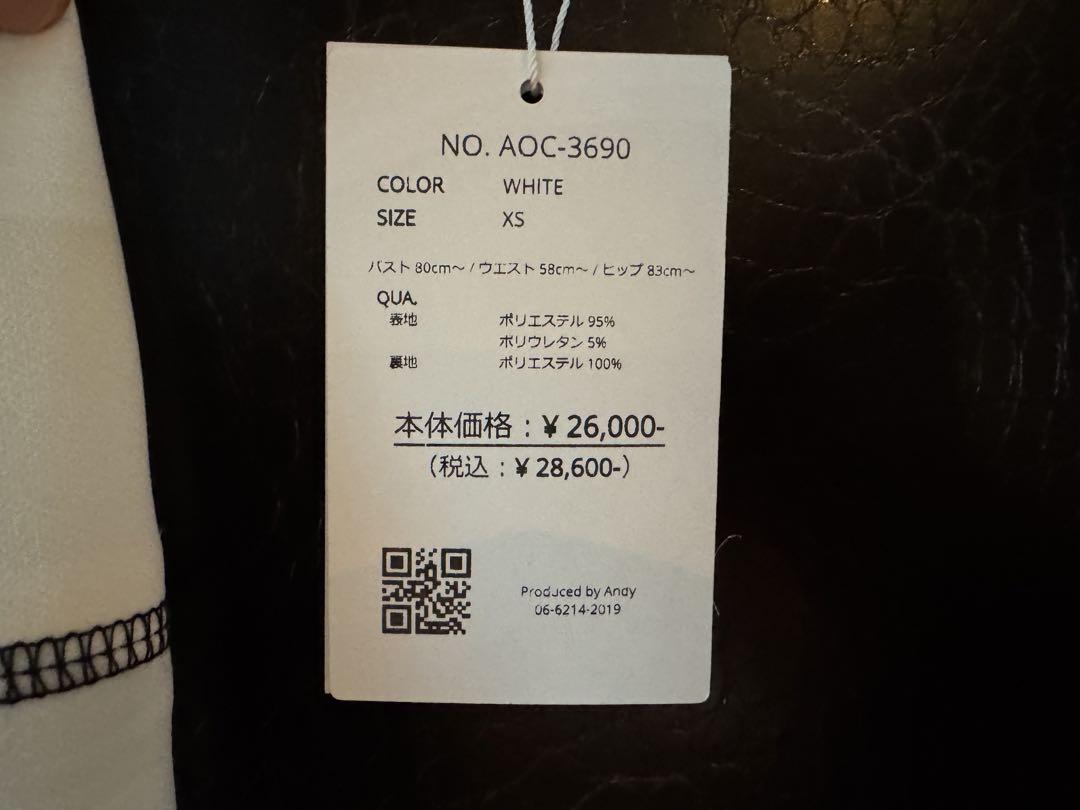 NO. AOC-3690
COLOR WHITE
SIZE XS
バスト 80cm〜 / ウエスト 58cm〜 / ヒップ 83cm〜
QUA.
表地 ポリエステル 95%
ポリウレタン 5%
裏地 ポリエステル 100%
本体価格：¥ 26,000-
（税込：¥ 28,600-）
Produced by Andy
06-6214-2019